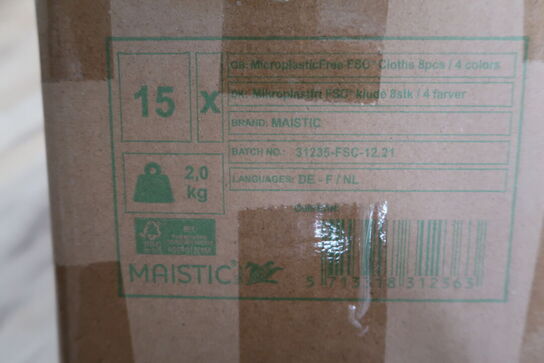 15 X
GB: MicroplasticFree FSC® Cloths 8pcs / 4 colors
DK: Mikroplastfri FSC® klude 8stk / 4 farver
BRAND: MAISTIC
BATCH NO.: 31235-FSC-12.21
LANGUAGES: DE - F / NL
2,0
kg
MAISTIC